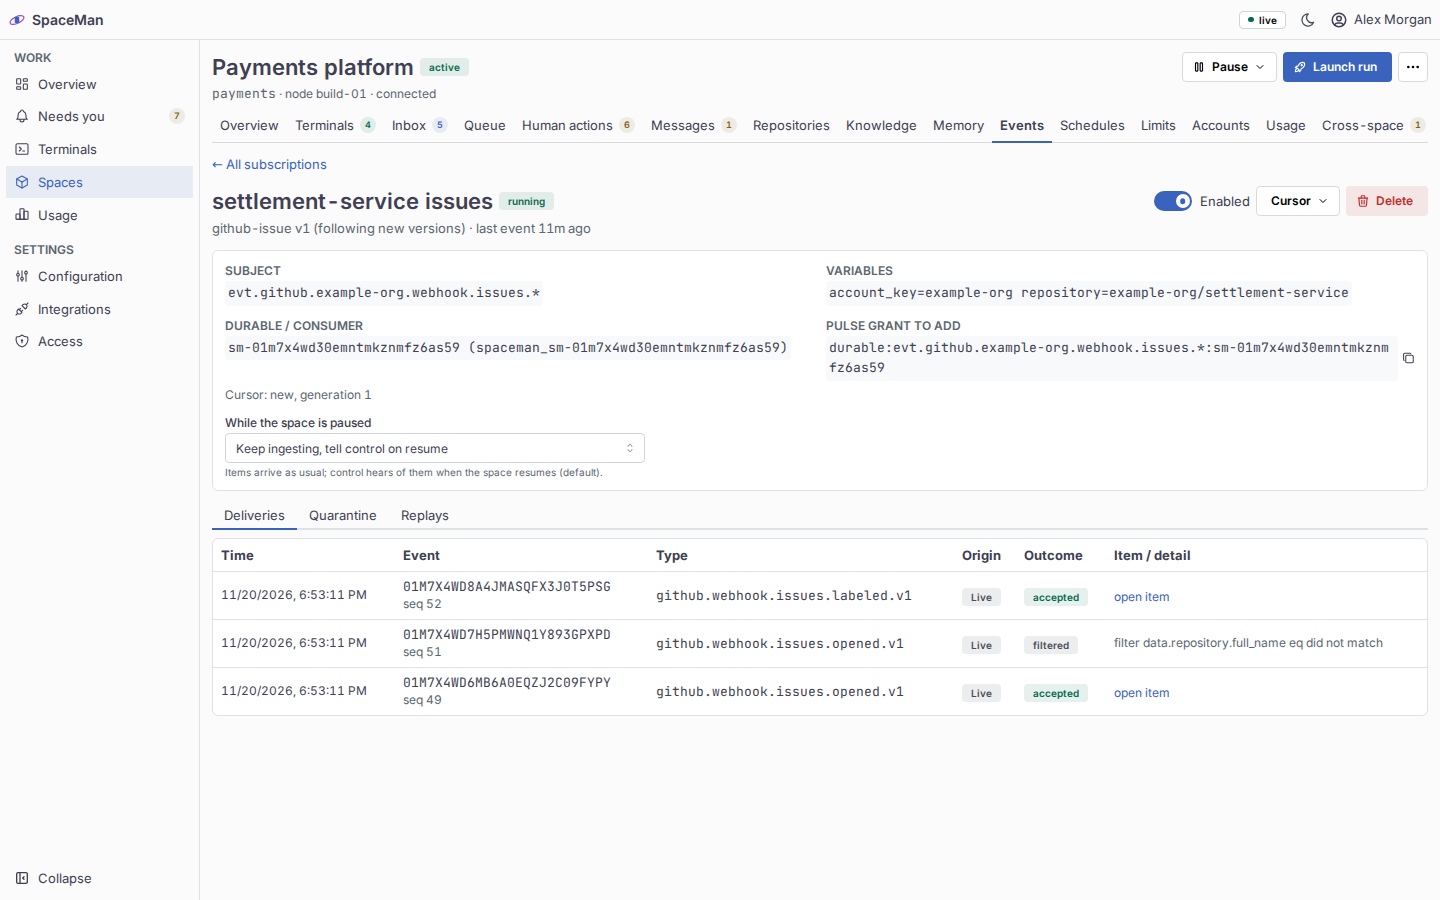 SpaceMan
live
Alex Morgan
WORK
Overview
Needs you 7
Terminals
Spaces
Usage
SETTINGS
Configuration
Integrations
Access
Collapse
Payments platform active
payments · node build-01 · connected
Pause
Launch run
Overview Terminals 4 Inbox 5 Queue Human actions 6 Messages 1 Repositories Knowledge Memory Events Schedules Limits Accounts Usage Cross-space 1
← All subscriptions
settlement-service issues running
Enabled Cursor Delete
github-issue v1 (following new versions) · last event 11m ago
SUBJECT
evt.github.example-org.webhook.issues.*
VARIABLES
account_key=example-org repository=example-org/settlement-service
DURABLE / CONSUMER
sm-01m7x4wd30emntmkznmfz6as59 (spaceman_sm-01m7x4wd30emntmkznmfz6as59)
PULSE GRANT TO ADD
durable:evt.github.example-org.webhook.issues.*:sm-01m7x4wd30emntmkznm
fz6as59
Cursor: new, generation 1
While the space is paused
Keep ingesting, tell control on resume
Items arrive as usual; control hears of them when the space resumes (default).
Deliveries Quarantine Replays
Time Event Type Origin Outcome Item / detail
11/20/2026, 6:53:11 PM 01M7X4WD8A4JMASQFX3J0T5PSG github.webhook.issues.labeled.v1 Live accepted open item
seq 52
11/20/2026, 6:53:11 PM 01M7X4WD7H5PMWNQ1Y893GPXPD github.webhook.issues.opened.v1 Live filtered filter data.repository.full_name eq did not match
seq 51
11/20/2026, 6:53:11 PM 01M7X4WD6MB6A0EQZJ2C09FYPY github.webhook.issues.opened.v1 Live accepted open item
seq 49